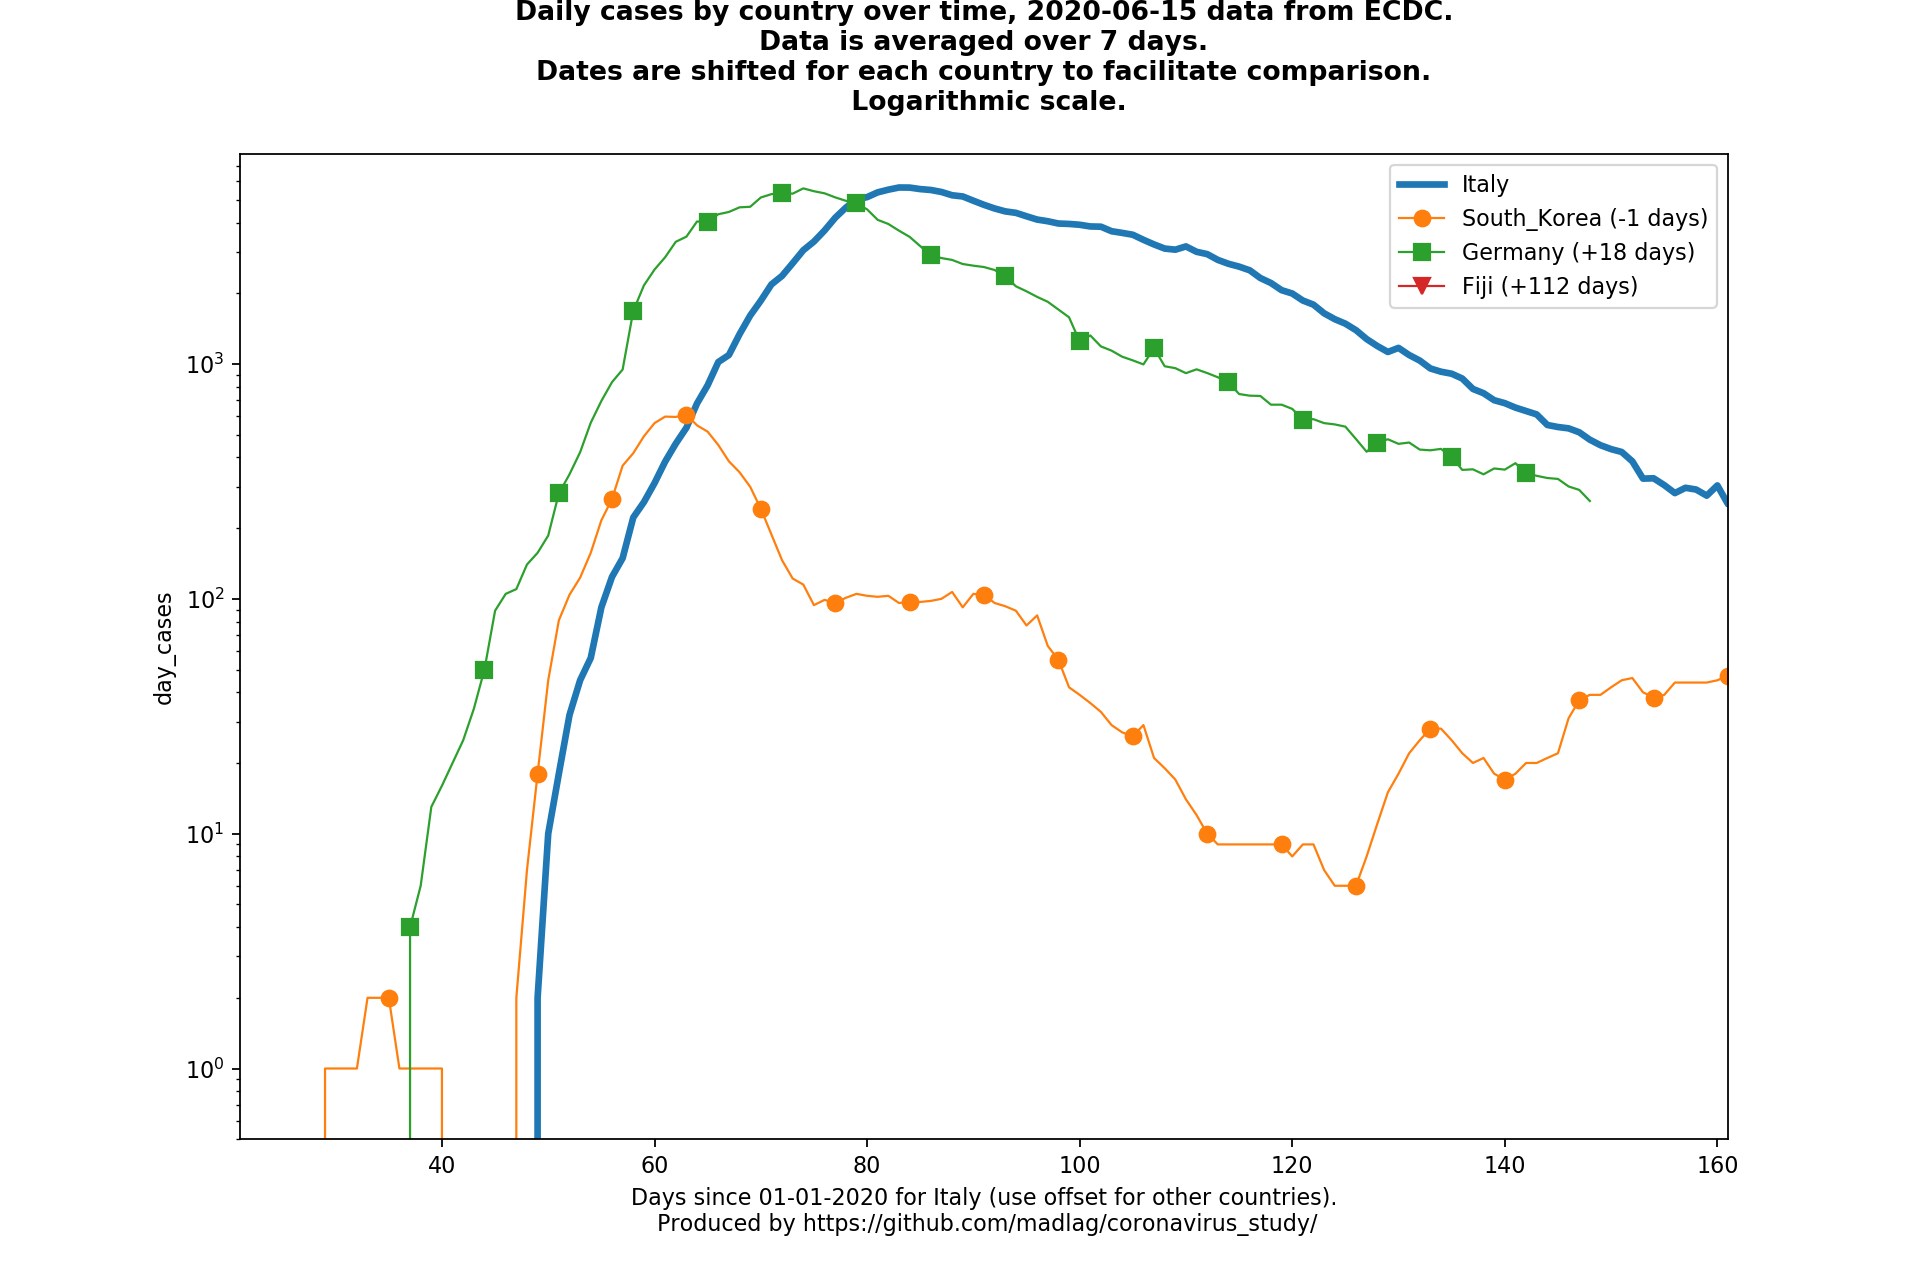 Daily cases by country over time, 2020-06-15 data from ECDC.
Data is averaged over 7 days.
Dates are shifted for each country to facilitate comparison.
Logarithmic scale.
Italy
South_Korea (-1 days)
Germany (+18 days)
Fiji (+112 days)
day_cases
10³
10²
10¹
10⁰
40 60 80 100 120 140 160
Days since 01-01-2020 for Italy (use offset for other countries).
Produced by https://github.com/madlag/coronavirus_study/